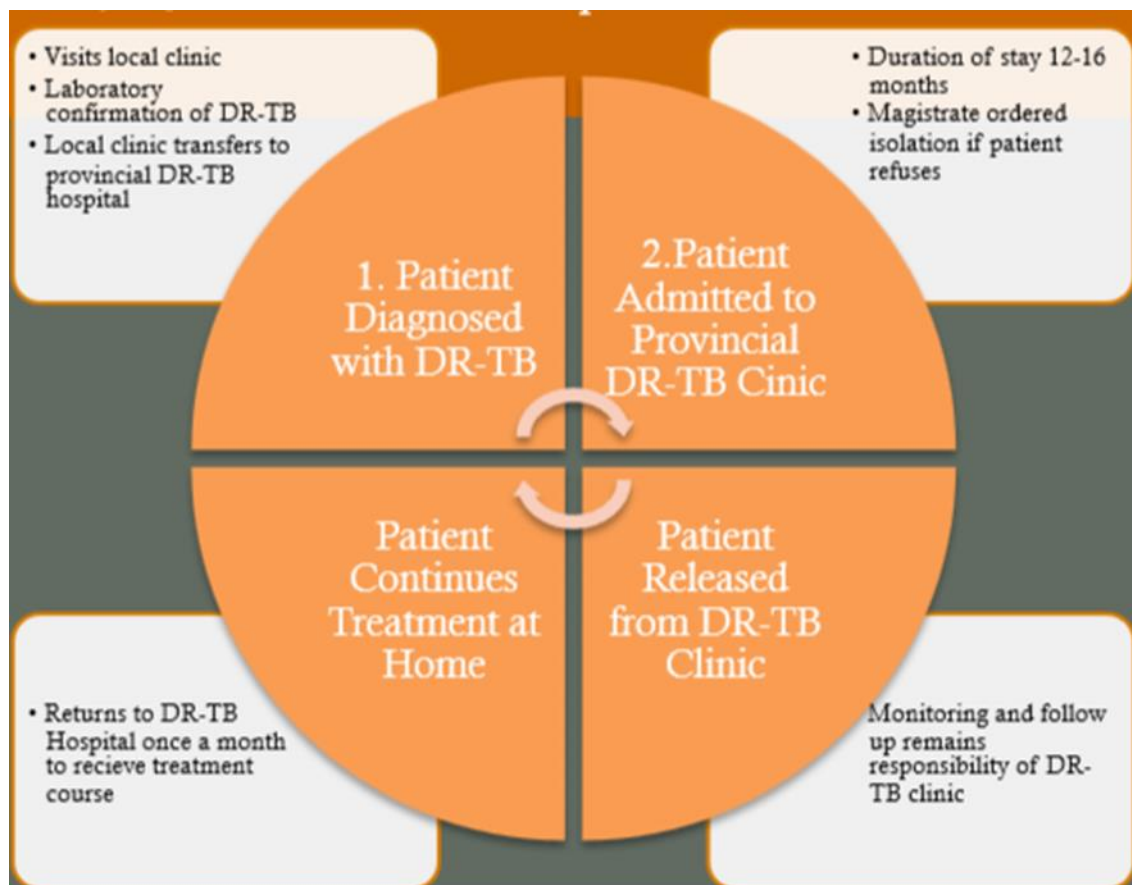 • Visits local clinic
• Laboratory
confirmation of DR-TB
• Local clinic transfers to
provincial DR-TB
hospital
1. Patient
Diagnosed
with DR-TB
• Duration of stay 12-16
months
• Magistrate ordered
isolation if patient
refuses
2.Patient
Admitted to
Provincial
DR-TB Cinic
Patient
Continues
Treatment at
Home
• Returns to DR-TB
Hospital once a month
to recieve treatment
course
Patient
Released
from DR-TB
Clinic
Monitoring and follow
up remains
responsibility of DR-
TB clinic